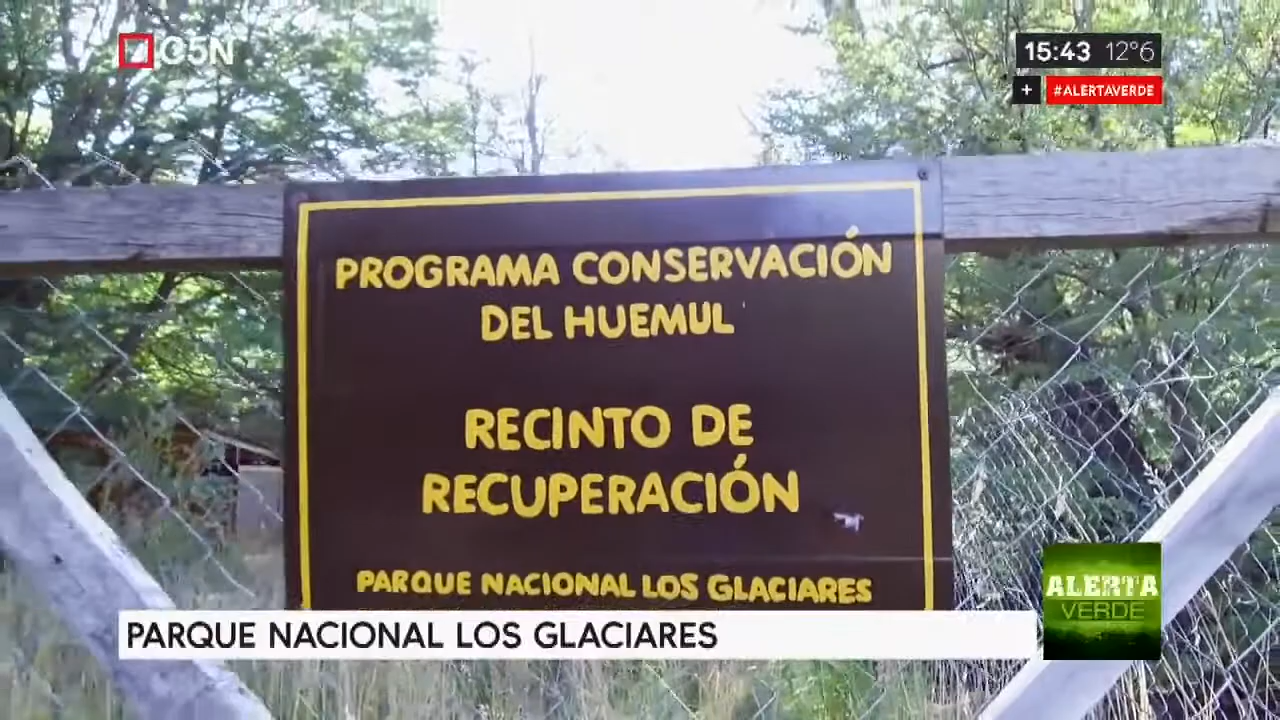 C5N
15:43 12°6
+ #ALERTAVERDE
PROGRAMA CONSERVACIÓN
DEL HUEMUL
RECINTO DE
RECUPERACIÓN
PARQUE NACIONAL LOS GLACIARES
PARQUE NACIONAL LOS GLACIARES
ALERTA
VERDE